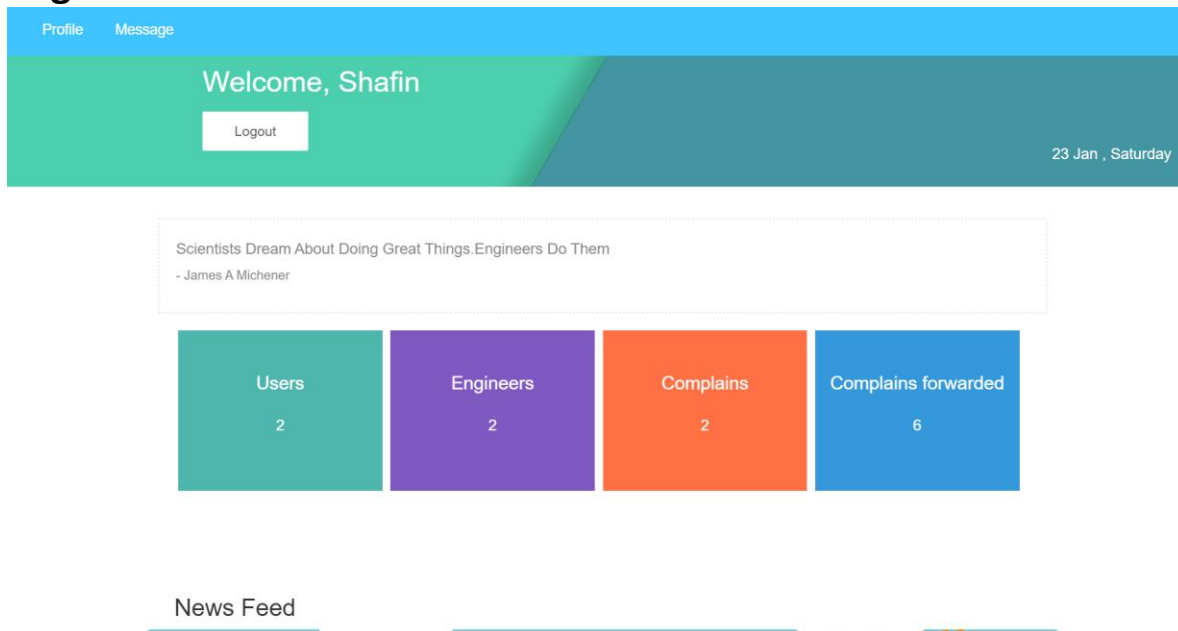 Profile Message
Welcome, Shafin
Logout
23 Jan , Saturday
Scientists Dream About Doing Great Things.Engineers Do Them
- James A Michener
Users Engineers Complains Complains forwarded
2 2 2 6
News Feed